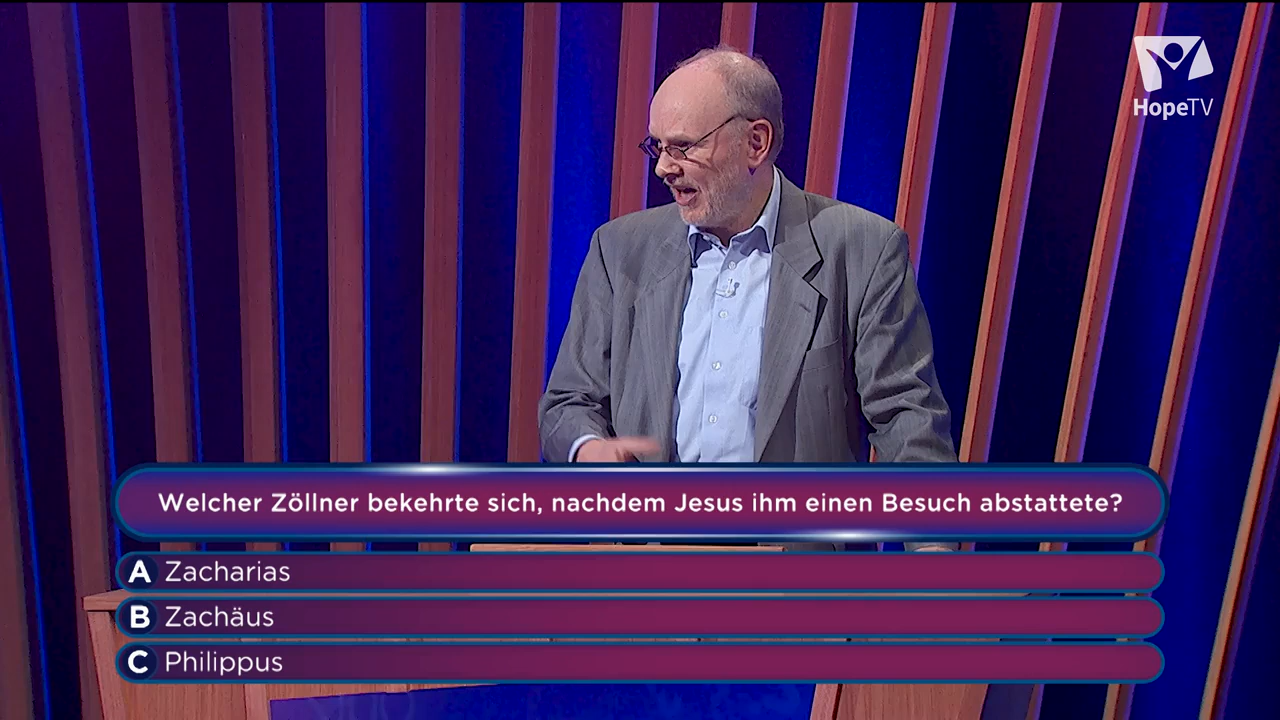 HopeTV
Welcher Zöllner bekehrte sich, nachdem Jesus ihm einen Besuch abstattete?
A Zacharias
B Zachäus
C Philippus